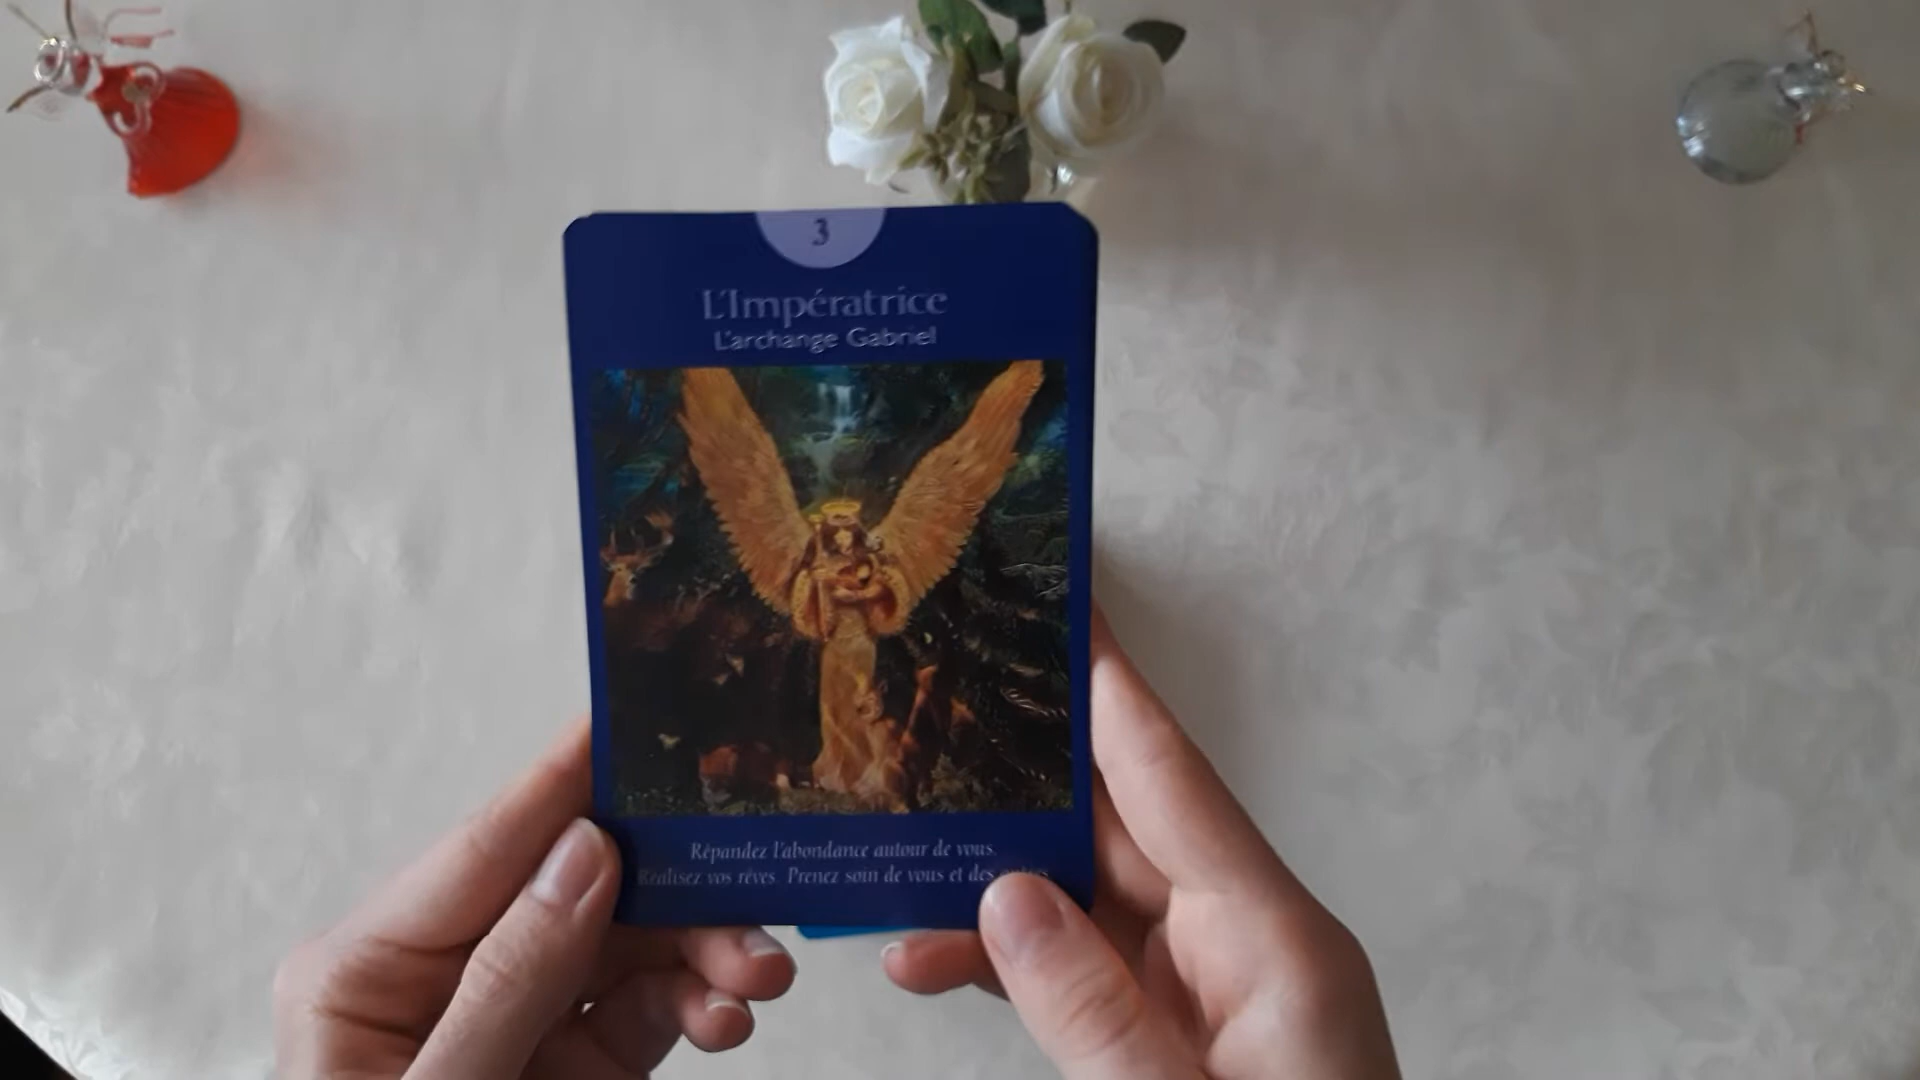 3
L'Impératrice
L'archange Gabriel
Répandez l'abondance autour de vous.
Réalisez vos rêves. Prenez soin de vous et des